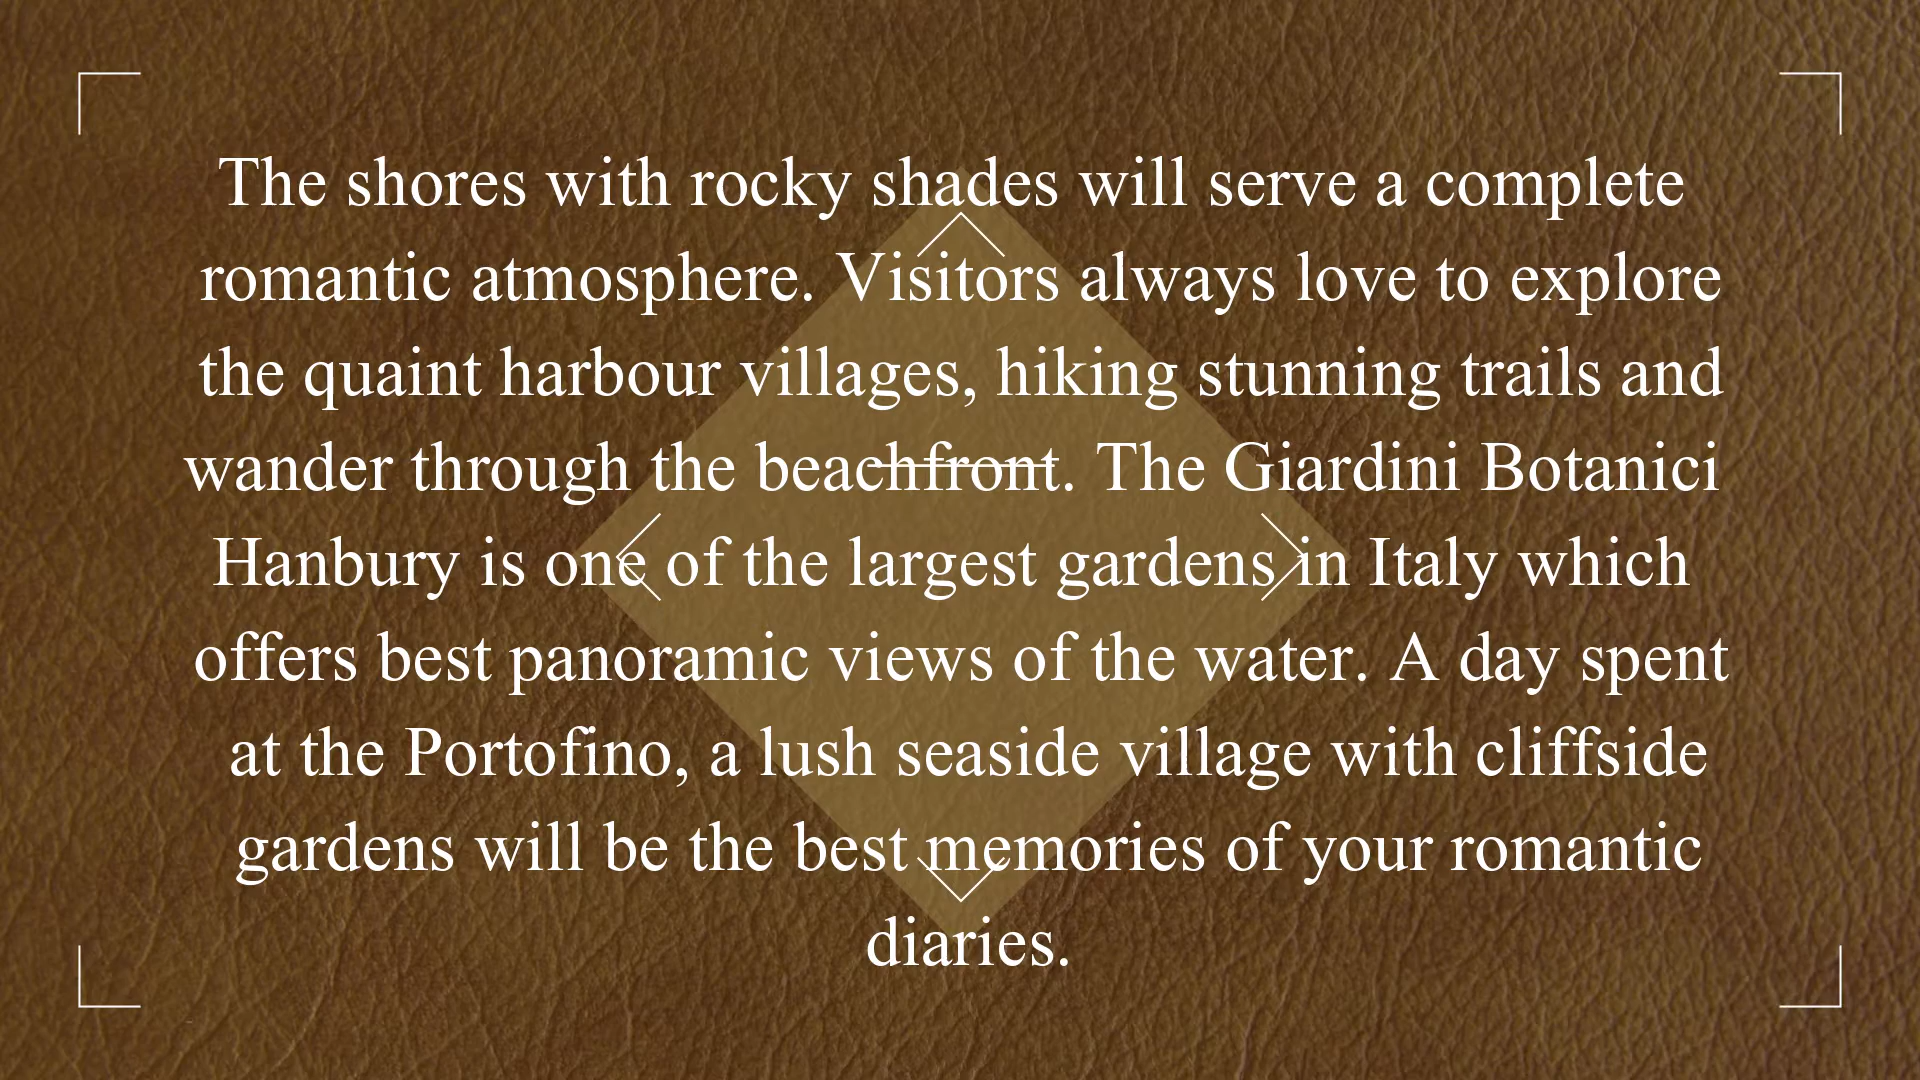 The shores with rocky shades will serve a complete
romantic atmosphere. Visitors always love to explore
the quaint harbour villages, hiking stunning trails and
wander through the beachfront. The Giardini Botanici
Hanbury is one of the largest gardens in Italy which
offers best panoramic views of the water. A day spent
at the Portofino, a lush seaside village with cliffside
gardens will be the best memories of your romantic
diaries.